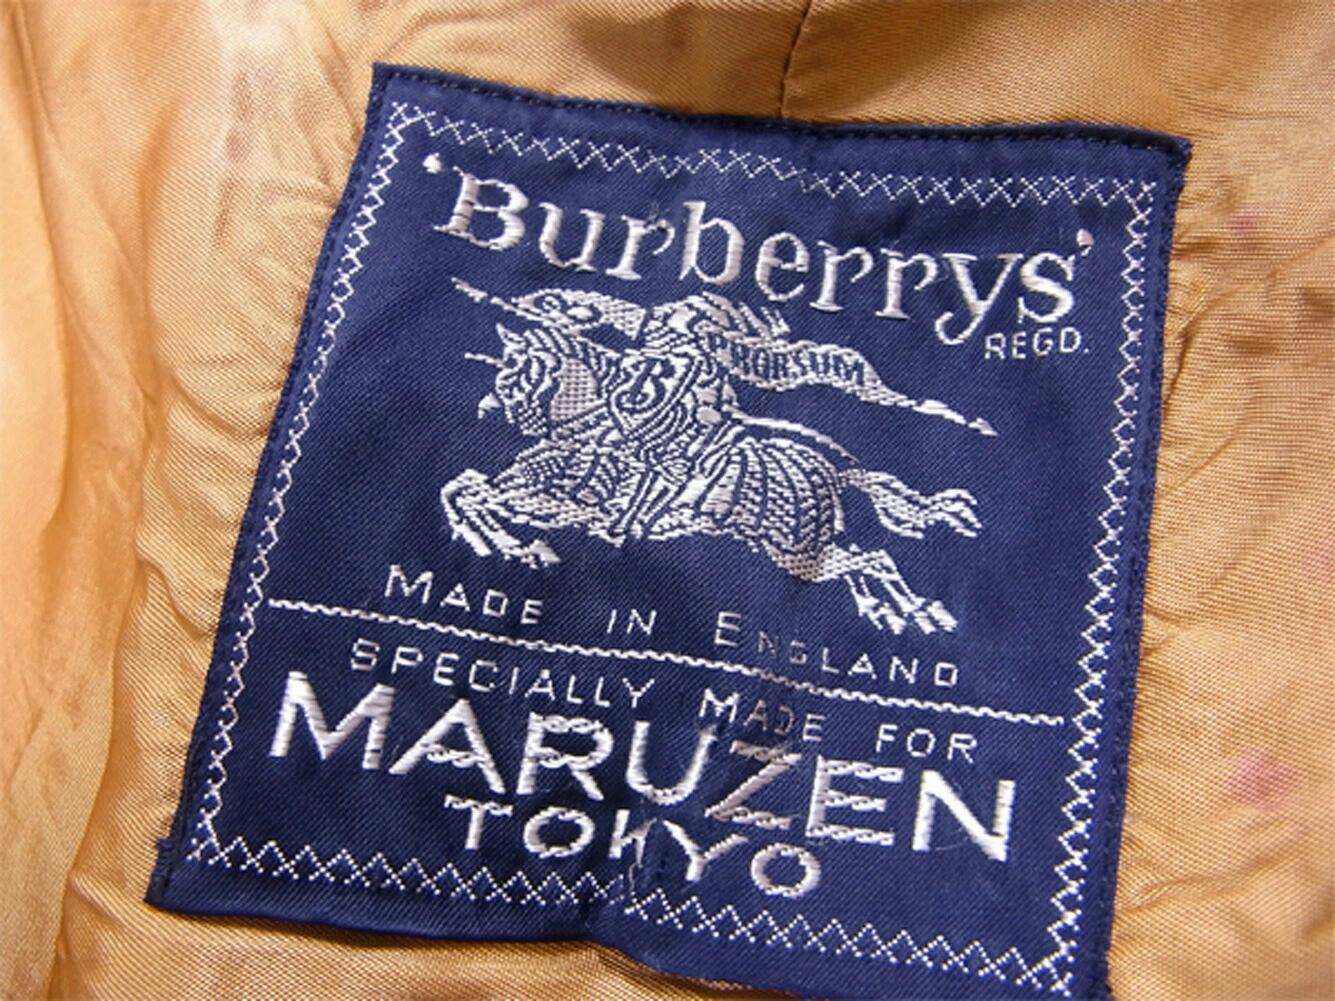 'Burberrys'
REGD.
PRORSUM
B
MADE IN ENGLAND
SPECIALLY MADE FOR
MARUZEN
TOKYO